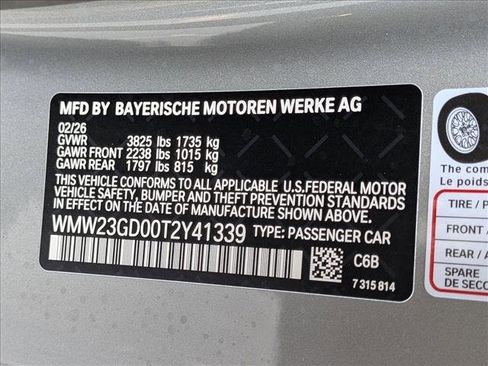 MFD BY BAYERISCHE MOTOREN WERKE AG
02/26
GVWR 3825 lbs 1735 kg
GAWR FRONT 2238 lbs 1015 kg
GAWR REAR 1797 lbs 815 kg
THIS VEHICLE CONFORMS TO ALL APPLICABLE U.S.FEDERAL MOTOR
VEHICLE SAFETY, BUMPER AND THEFT PREVENTION STANDARDS
IN EFFECT ON THE DATE OF MANUFACTURE SHOWN ABOVE.
WMW23GD00T2Y41339 TYPE: PASSENGER CAR
C6B
7 315 814
The com
Le poids
TIRE / P
FRONT /
REAR / A
SPARE
DE SECO